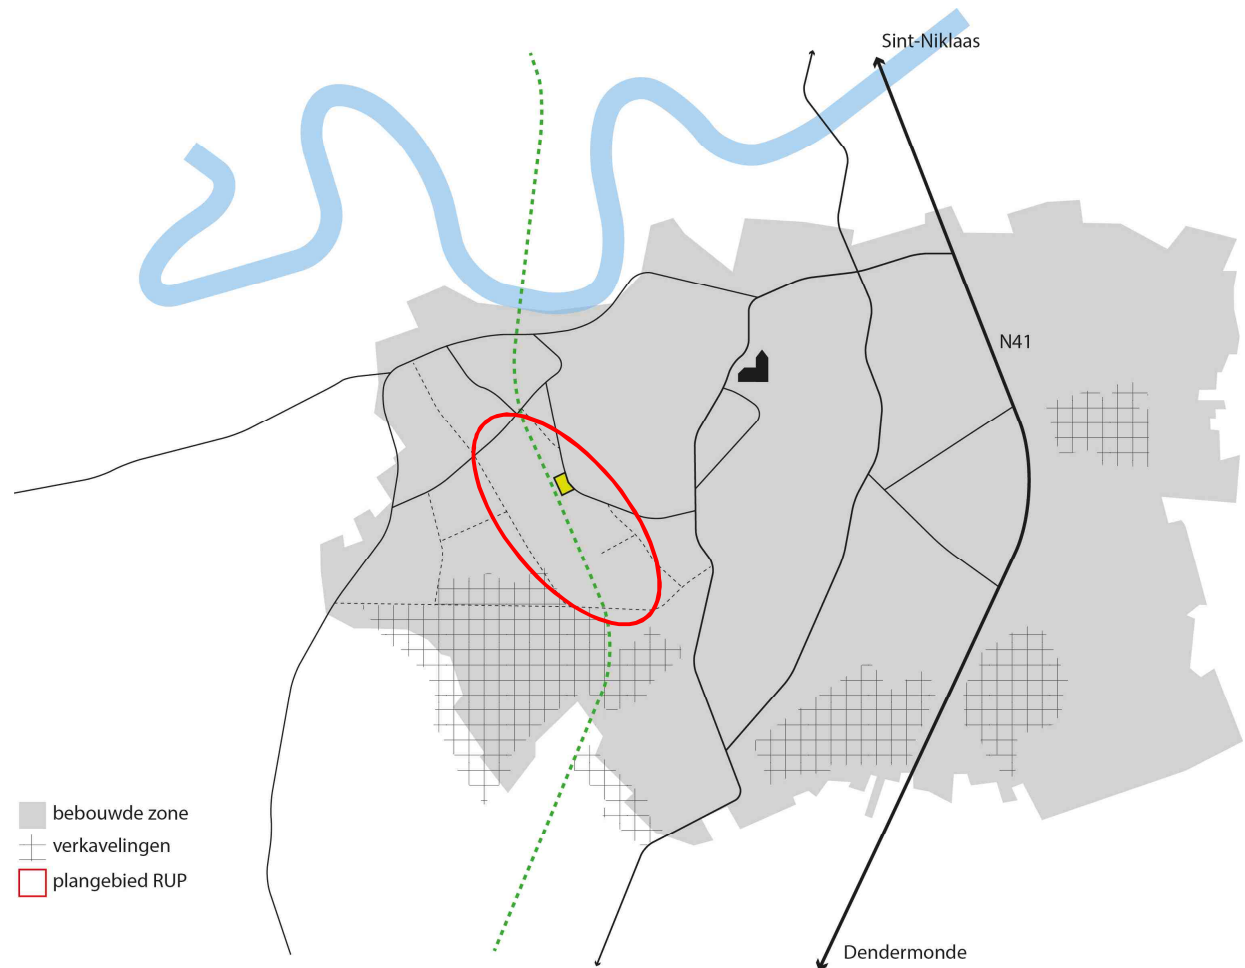 Sint-Niklaas
N41
bebouwde zone
verkavelingen
plangebied RUP
Dendermonde